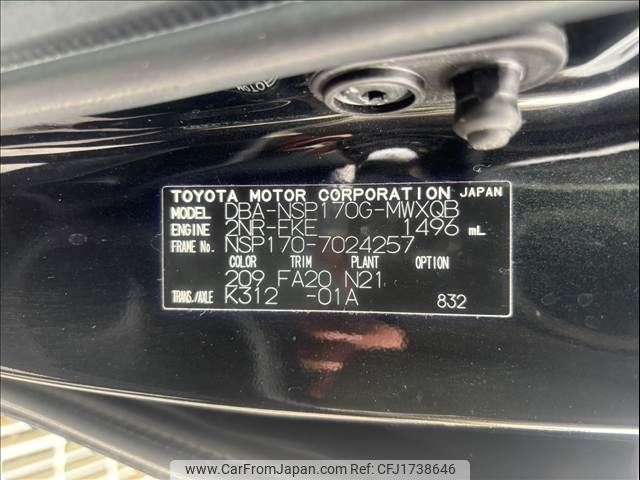 TOYOTA MOTOR CORPORATION JAPAN
MODEL DBA-NSP170G-MWXQB
ENGINE 2NR-FKE 1496 mL
FRAME No. NSP170-7024257
COLOR TRIM PLANT OPTION
209 FA20 N21
TRANS./AXLE K312 -01A 832
www.CarFromJapan.com Ref No: CFJ1738646